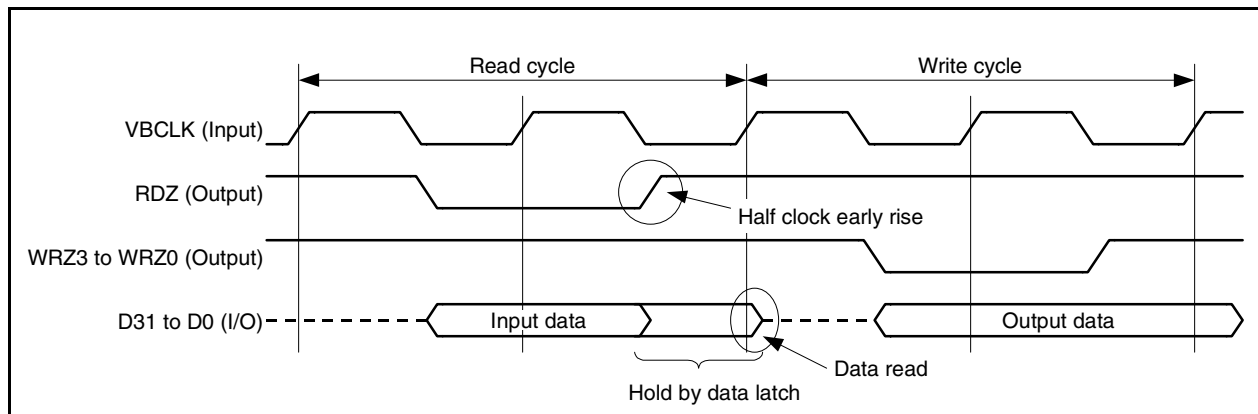 Read cycle
Write cycle
VBCLK (Input)
RDZ (Output)
Half clock early rise
WRZ3 to WRZ0 (Output)
D31 to D0 (I/O)
Input data
Output data
Data read
Hold by data latch